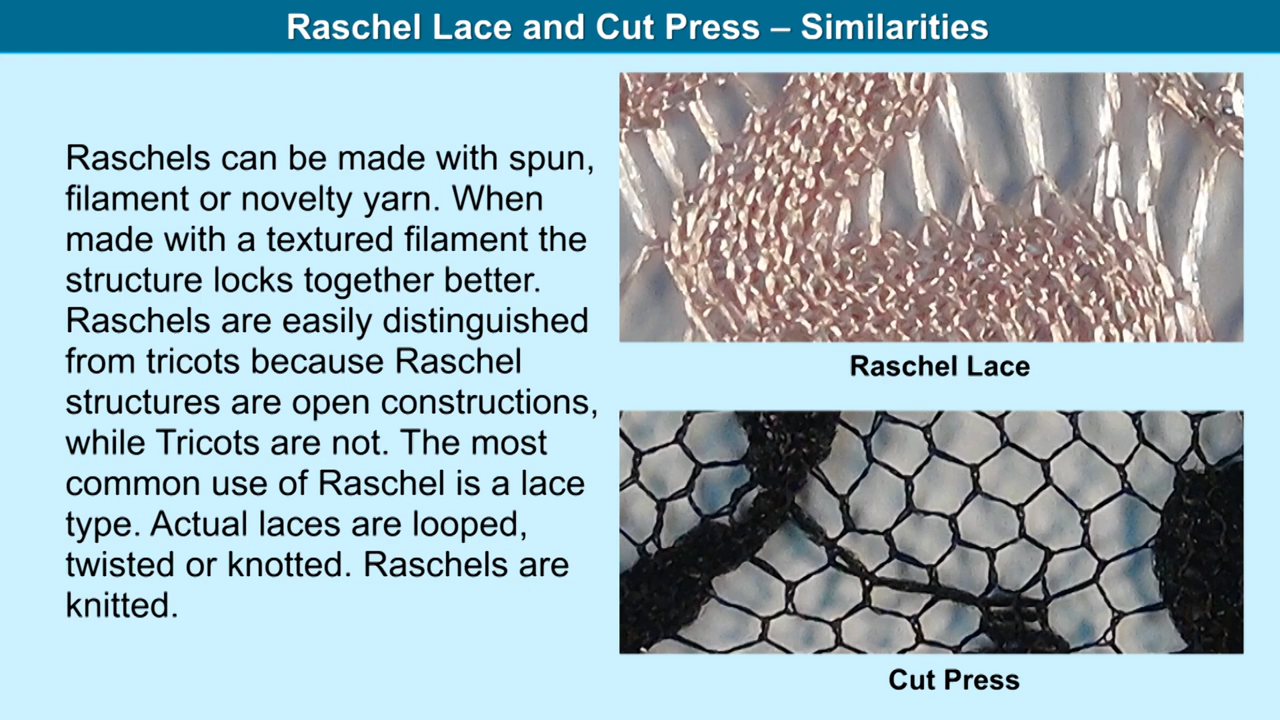 Raschel Lace and Cut Press – Similarities
Raschels can be made with spun,
filament or novelty yarn. When
made with a textured filament the
structure locks together better.
Raschels are easily distinguished
from tricots because Raschel
structures are open constructions,
while Tricots are not. The most
common use of Raschel is a lace
type. Actual laces are looped,
twisted or knotted. Raschels are
knitted.
Raschel Lace
Cut Press